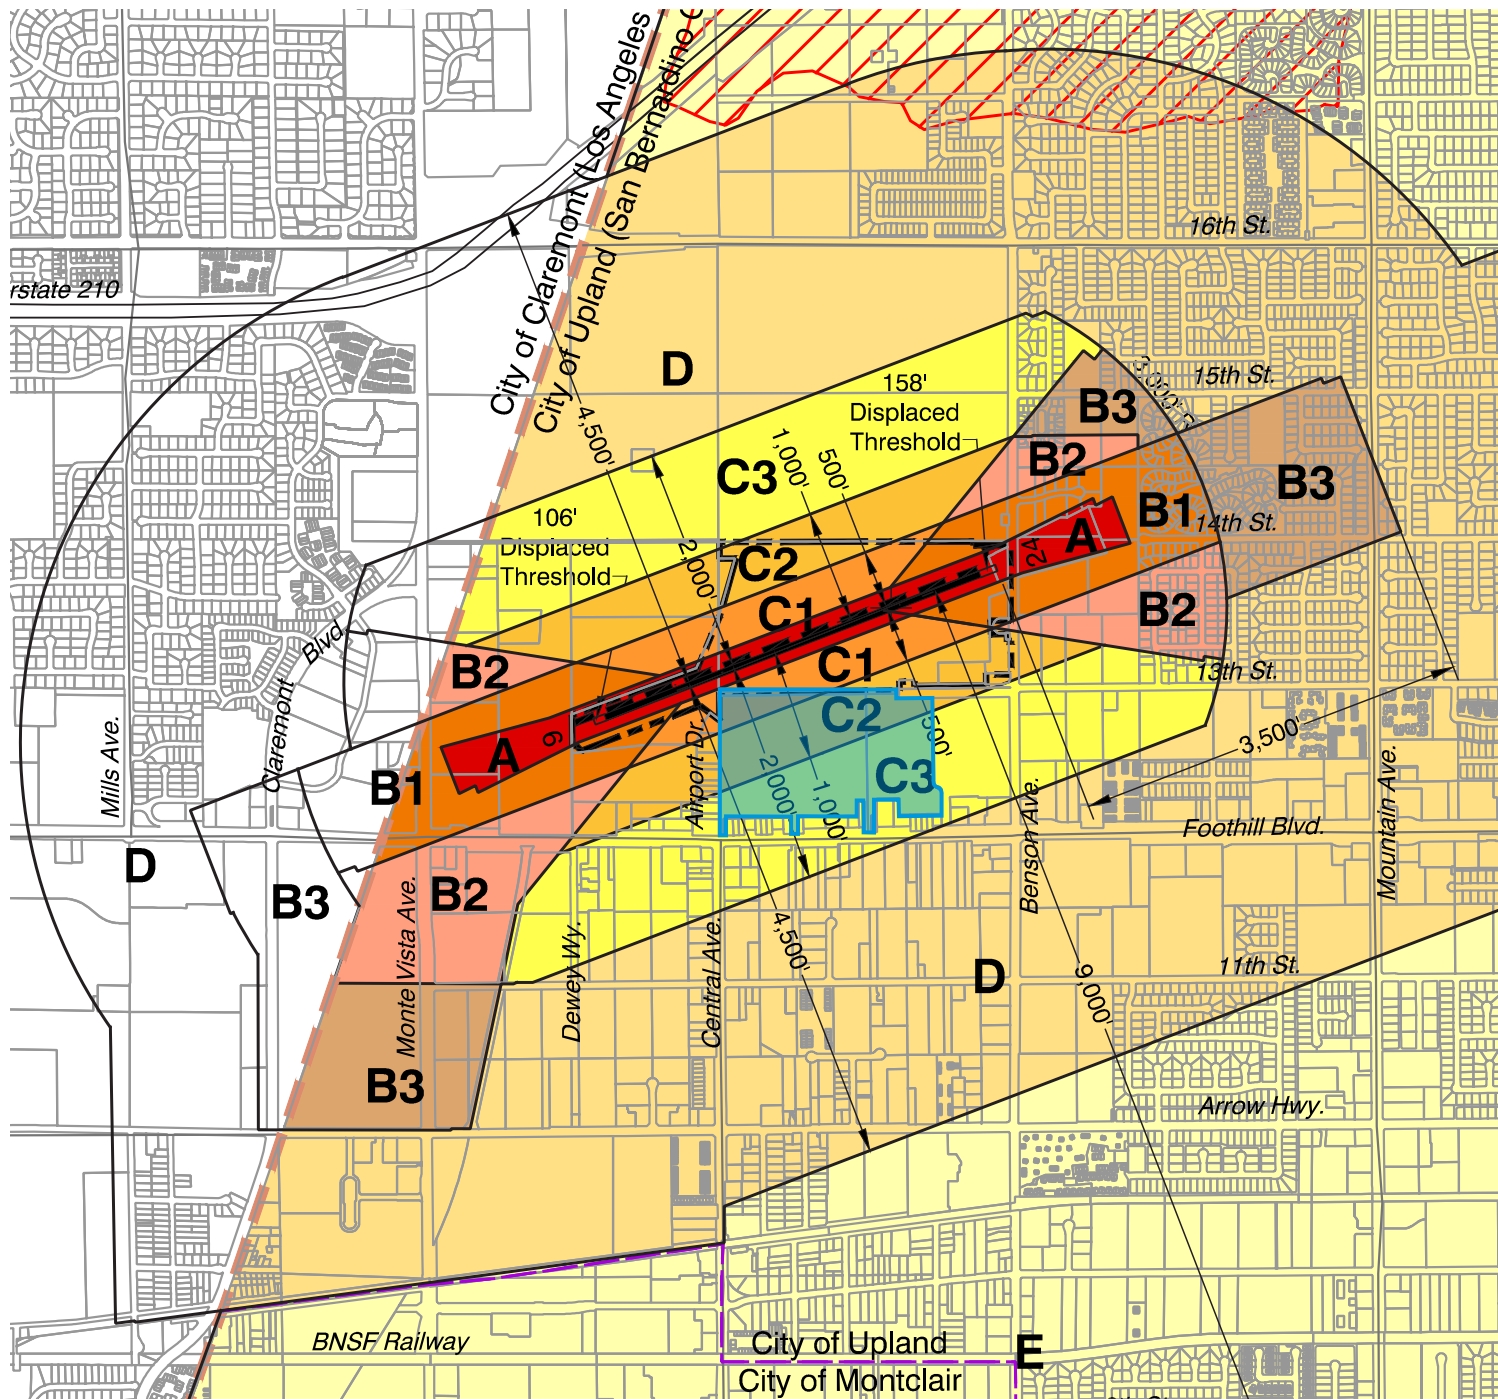 City of Claremont (Los Angeles
City of Upland (San Bernardino C
16th St.
rstate 210
D
15th St.
158'
Displaced
Threshold
B3
4,500'
1,000'
500'
C3
B2
B3
B1
14th St.
106'
Displaced
Threshold
2,000'
C2
24
A
C1
B2
Blvd.
Claremont
B2
C1
13th St.
6
A
C2
500'
3,500'
Mills Ave.
B1
Airport Dr.
2,000'
1,000'
C3
Benson Ave.
Mountain Ave.
Foothill Blvd.
D
B3
B2
Monte Vista Ave.
Dewey Wy.
Central Ave.
4,500'
D
9,000'
11th St.
B3
Arrow Hwy.
BNSF Railway
City of Upland
E
City of Montclair